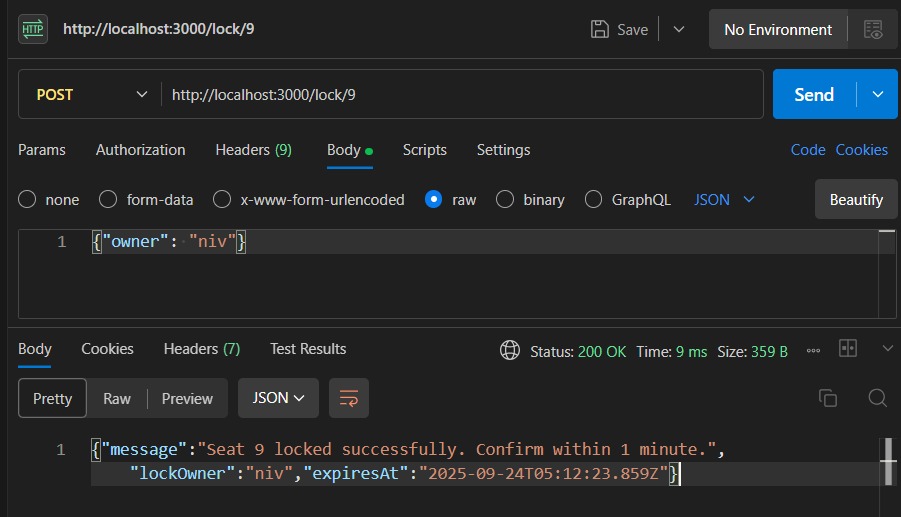 HTTP http://localhost:3000/lock/9 Save No Environment
POST http://localhost:3000/lock/9 Send
Params Authorization Headers (9) Body Scripts Settings Code Cookies
none form-data x-www-form-urlencoded raw binary GraphQL JSON Beautify
1 {"owner": "niv"}
Body Cookies Headers (7) Test Results Status: 200 OK Time: 9 ms Size: 359 B
Pretty Raw Preview JSON
1 {"message":"Seat 9 locked successfully. Confirm within 1 minute.",
"lockOwner":"niv","expiresAt":"2025-09-24T05:12:23.859Z"}